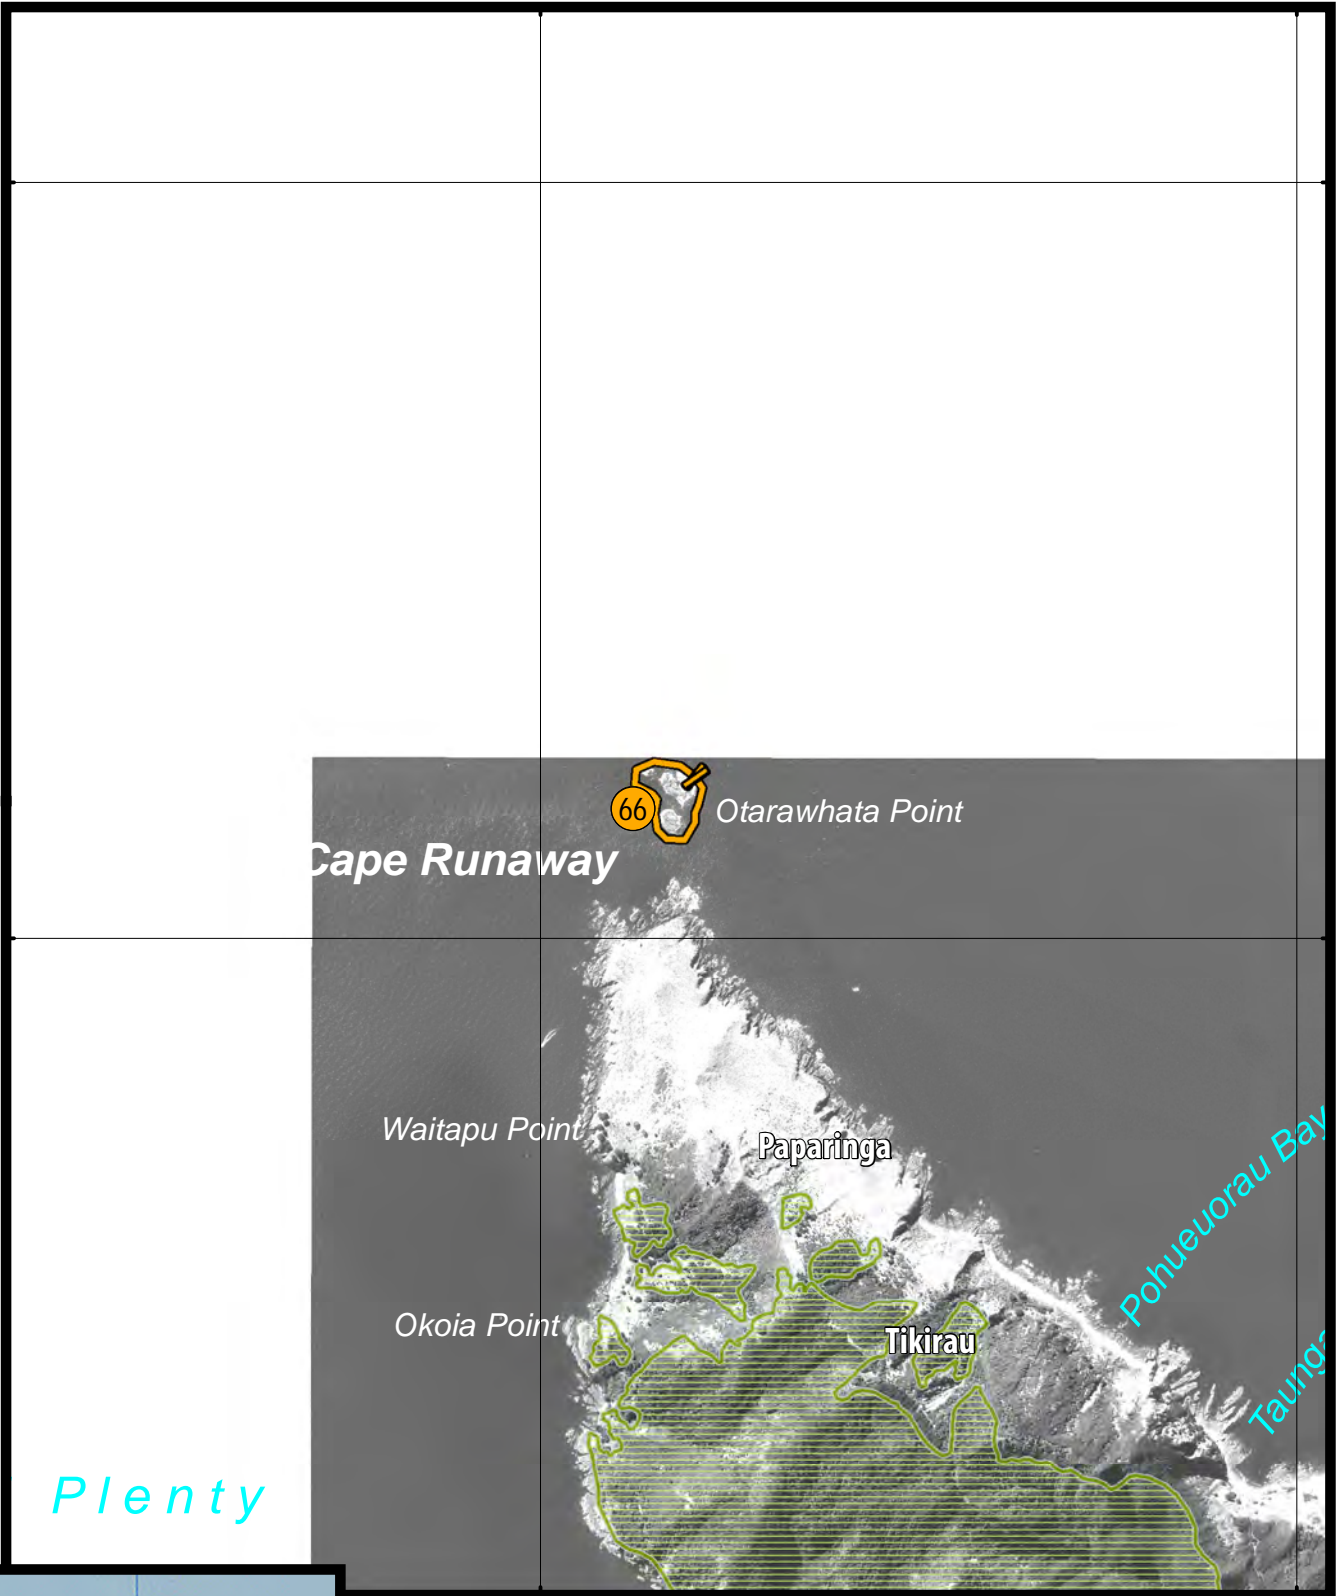 66
Otarawhata Point
Cape Runaway
Waitapu Point
Paparinga
Pohueuorau Bay
Okoia Point
Tikirau
Plenty